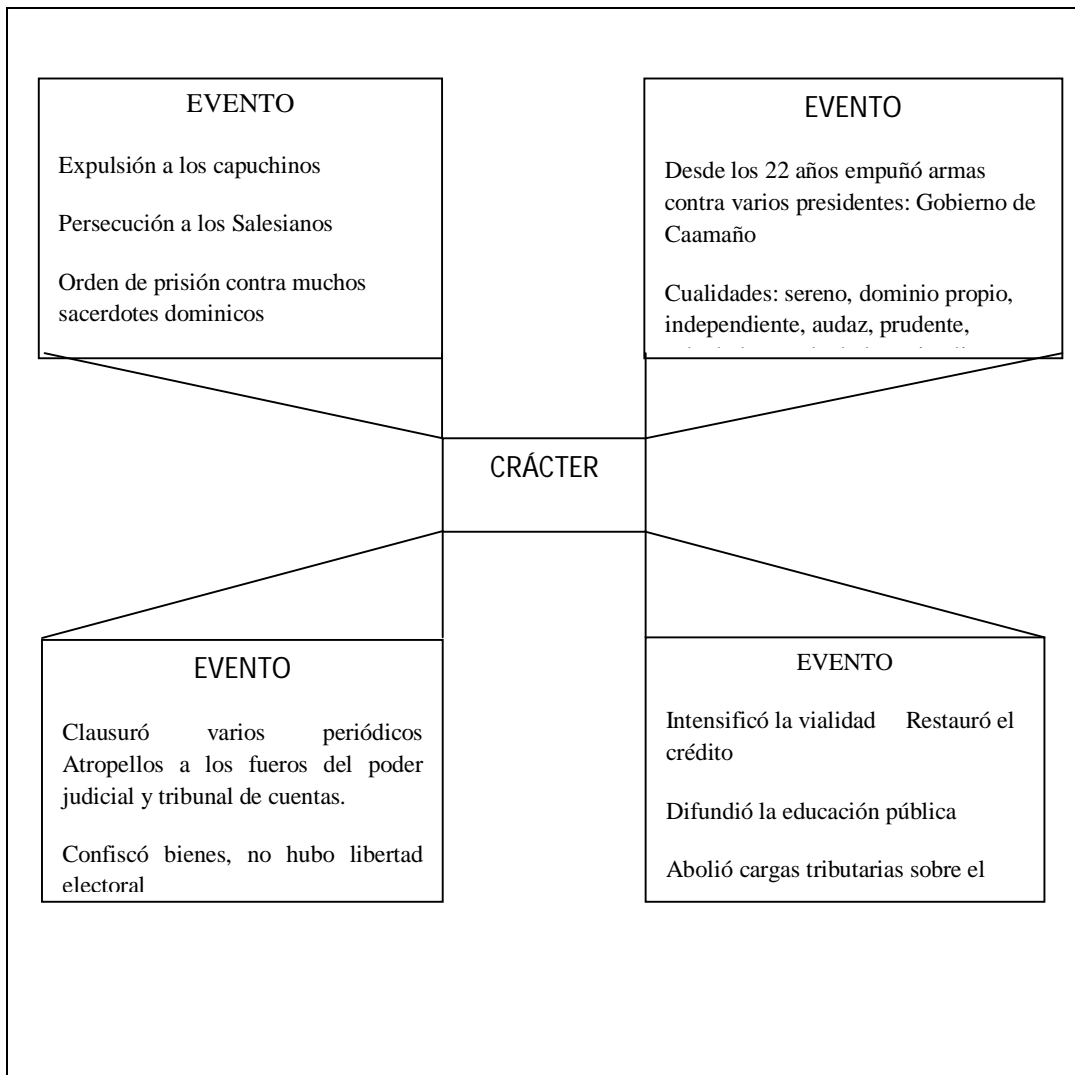 EVENTO
Expulsión a los capuchinos
Persecución a los Salesianos
Orden de prisión contra muchos
sacerdotes dominicos
EVENTO
Desde los 22 años empuñó armas
contra varios presidentes: Gobierno de
Caamaño
Cualidades: sereno, dominio propio,
independiente, audaz, prudente,
CRÁCTER
EVENTO
Clausuró varios periódicos
Atropellos a los fueros del poder
judicial y tribunal de cuentas.
Confiscó bienes, no hubo libertad
electoral
EVENTO
Intensificó la vialidad Restauró el
crédito
Difundió la educación pública
Abolió cargas tributarias sobre el